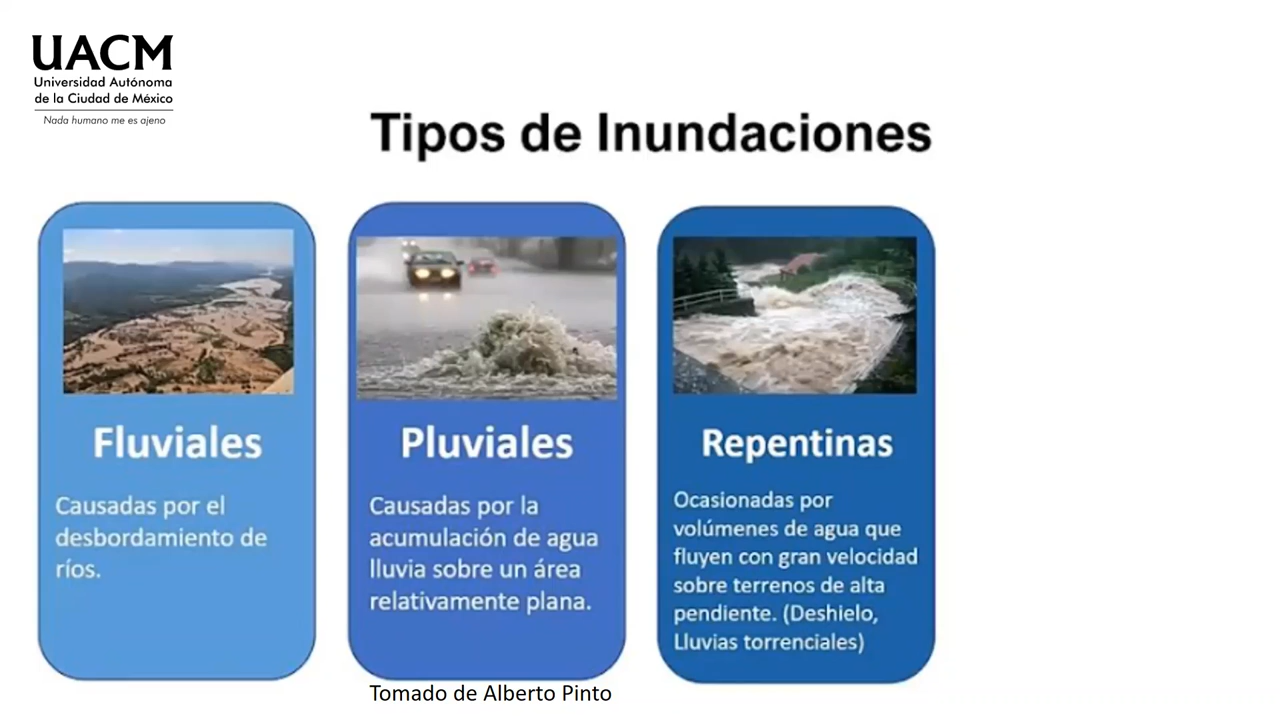 UACM
Universidad Autónoma
de la Ciudad de México
Nada humano me es ajeno
Tipos de Inundaciones
Fluviales
Causadas por el
desbordamiento de
ríos.
Pluviales
Causadas por la
acumulación de agua
lluvia sobre un área
relativamente plana.
Repentinas
Ocasionadas por
volúmenes de agua que
fluyen con gran velocidad
sobre terrenos de alta
pendiente. (Deshielo,
Lluvias torrenciales)
Tomado de Alberto Pinto